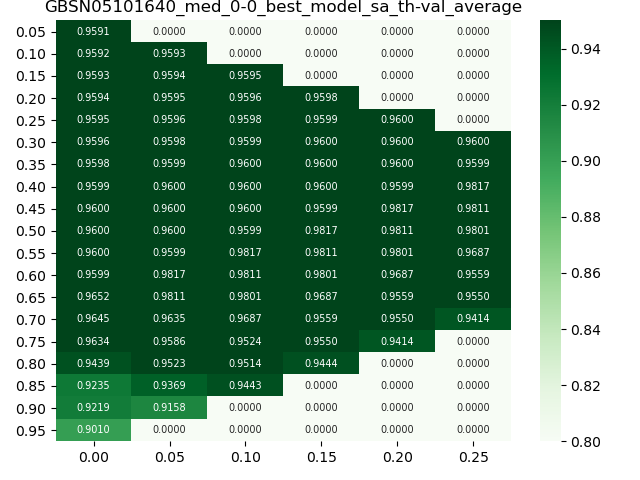 GBSN05101640_med_0-0_best_model_sa_th-val_average
0.05 0.9591 0.0000 0.0000 0.0000 0.0000 0.0000
0.10 0.9592 0.9593 0.0000 0.0000 0.0000 0.0000
0.15 0.9593 0.9594 0.9595 0.0000 0.0000 0.0000
0.20 0.9594 0.9595 0.9596 0.9598 0.0000 0.0000
0.25 0.9595 0.9596 0.9598 0.9599 0.9600 0.0000
0.30 0.9596 0.9598 0.9599 0.9600 0.9600 0.9600
0.35 0.9598 0.9599 0.9600 0.9600 0.9600 0.9599
0.40 0.9599 0.9600 0.9600 0.9600 0.9599 0.9817
0.45 0.9600 0.9600 0.9600 0.9599 0.9817 0.9811
0.50 0.9600 0.9600 0.9599 0.9817 0.9811 0.9801
0.55 0.9600 0.9599 0.9817 0.9811 0.9801 0.9687
0.60 0.9599 0.9817 0.9811 0.9801 0.9687 0.9559
0.65 0.9652 0.9811 0.9801 0.9687 0.9559 0.9550
0.70 0.9645 0.9635 0.9687 0.9559 0.9550 0.9414
0.75 0.9634 0.9586 0.9524 0.9550 0.9414 0.0000
0.80 0.9439 0.9523 0.9514 0.9444 0.0000 0.0000
0.85 0.9235 0.9369 0.9443 0.0000 0.0000 0.0000
0.90 0.9219 0.9158 0.0000 0.0000 0.0000 0.0000
0.95 0.9010 0.0000 0.0000 0.0000 0.0000 0.0000
0.00 0.05 0.10 0.15 0.20 0.25
0.94
0.92
0.90
0.88
0.86
0.84
0.82
0.80